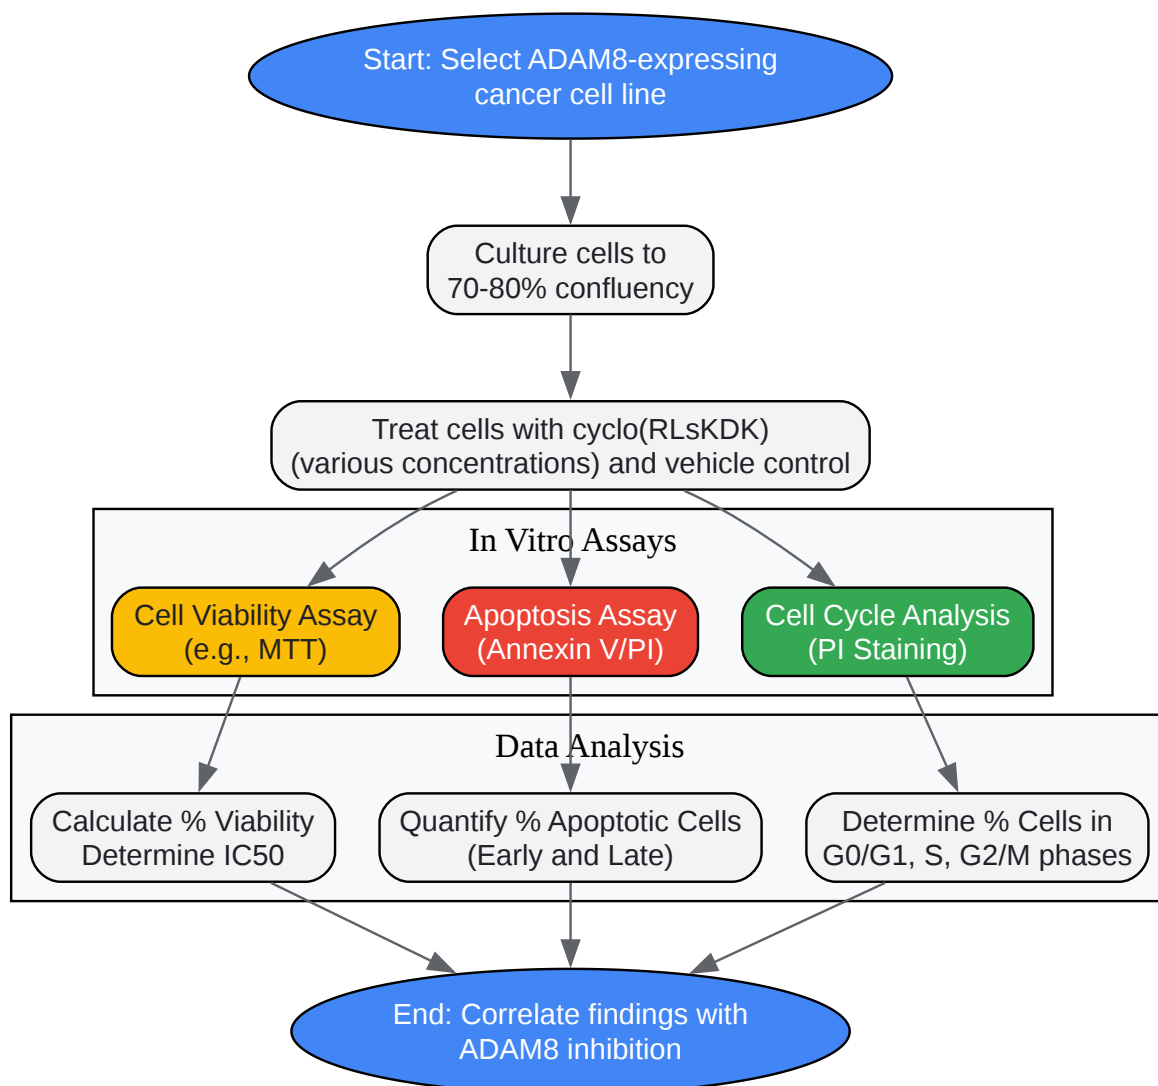 Start: Select ADAM8-expressing
cancer cell line
Culture cells to
70-80% confluency
Treat cells with cyclo(RLsKDK)
(various concentrations) and vehicle control
In Vitro Assays
Cell Viability Assay
(e.g., MTT)
Apoptosis Assay
(Annexin V/PI)
Cell Cycle Analysis
(PI Staining)
Data Analysis
Calculate % Viability
Determine IC50
Quantify % Apoptotic Cells
(Early and Late)
Determine % Cells in
G0/G1, S, G2/M phases
End: Correlate findings with
ADAM8 inhibition